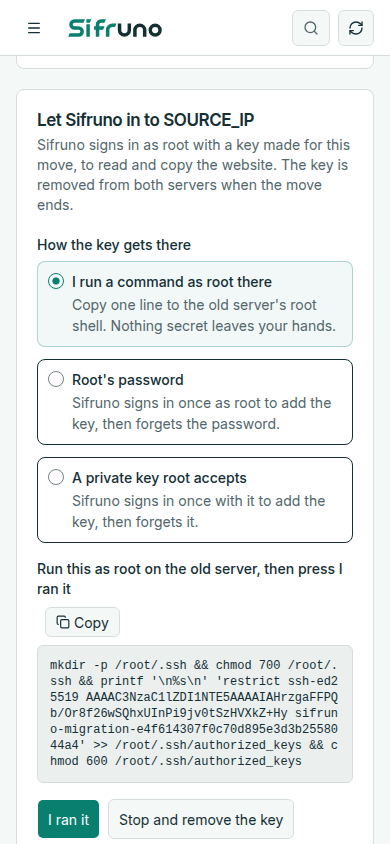 Sifruno
Let Sifruno in to SOURCE_IP
Sifruno signs in as root with a key made for this
move, to read and copy the website. The key is
removed from both servers when the move
ends.
How the key gets there
I run a command as root there
Copy one line to the old server's root
shell. Nothing secret leaves your hands.
Root's password
Sifruno signs in once as root to add the
key, then forgets the password.
A private key root accepts
Sifruno signs in once with it to add the
key, then forgets it.
Run this as root on the old server, then press I
ran it
Copy
mkdir -p /root/.ssh && chmod 700 /root/.
ssh && printf '\n%s\n' 'restrict ssh-ed2
5519 AAAAC3NzaC1lZDI1NTE5AAAAIAHrzgaFFPQ
b/Or8f26wSQhxUInPi9jv0tSzHVXkZ+Hy sifrun
o-migration-e4f614307f0c70d895e3d3b25580
44a4' >> /root/.ssh/authorized_keys && c
hmod 600 /root/.ssh/authorized_keys
I ran it
Stop and remove the key